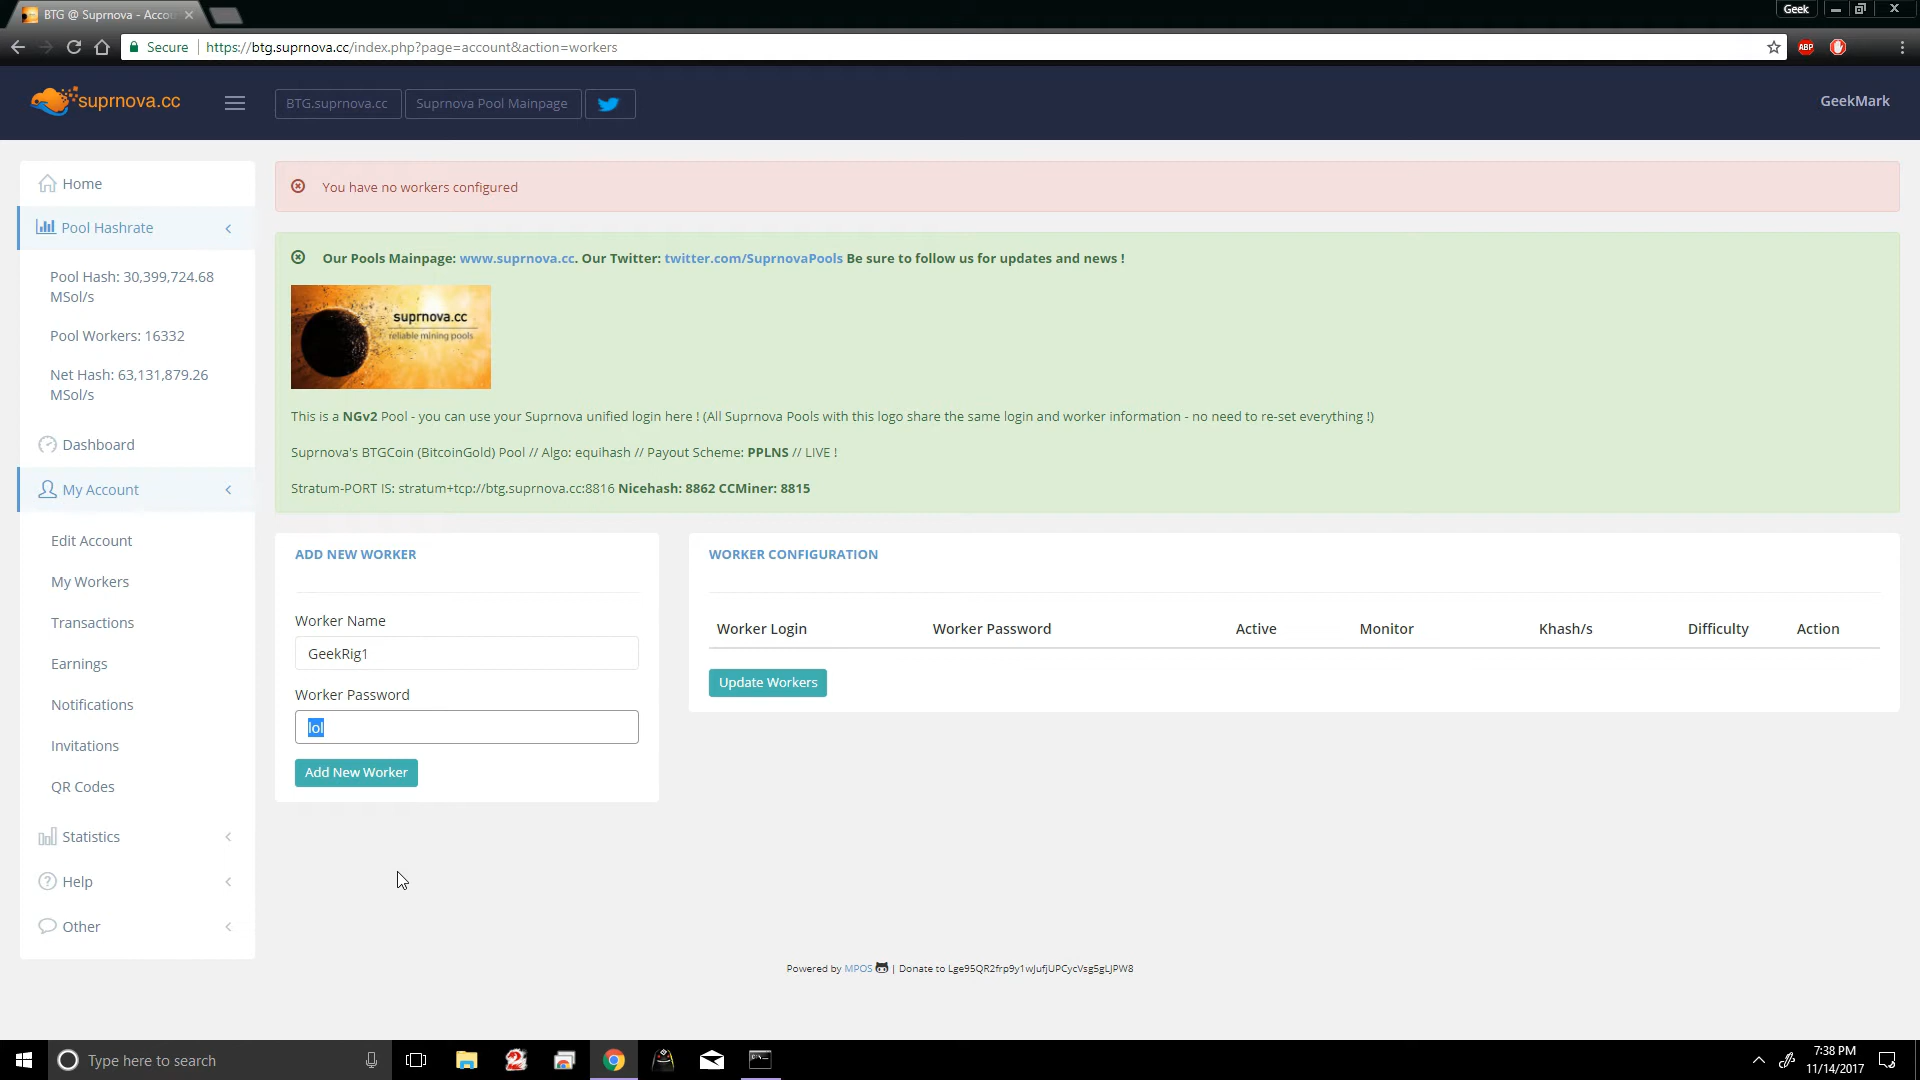 BTG @ Suprnova - Accou
Geek
Secure
https://btg.suprnova.cc/index.php?page=account&action=workers
ABP
suprnova.cc
BTG.suprnova.cc
Suprnova Pool Mainpage
GeekMark
Home
Pool Hashrate
Pool Hash: 30,399,724.68
MSol/s
Pool Workers: 16332
Net Hash: 63,131,879.26
MSol/s
Dashboard
My Account
Edit Account
My Workers
Transactions
Earnings
Notifications
Invitations
QR Codes
Statistics
Help
Other
You have no workers configured
Our Pools Mainpage: www.suprnova.cc. Our Twitter: twitter.com/SuprnovaPools Be sure to follow us for updates and news !
suprnova.cc
reliable mining pools
This is a NGv2 Pool - you can use your Suprnova unified login here ! (All Suprnova Pools with this logo share the same login and worker information - no need to re-set everything !)
Suprnova's BTGCoin (BitcoinGold) Pool // Algo: equihash // Payout Scheme: PPLNS // LIVE !
Stratum-PORT IS: stratum+tcp://btg.suprnova.cc:8816 Nicehash: 8862 CCMiner: 8815
ADD NEW WORKER
Worker Name
GeekRig1
Worker Password
lol
Add New Worker
WORKER CONFIGURATION
Worker Login Worker Password Active Monitor Khash/s Difficulty Action
Update Workers
Powered by MPOS | Donate to Lge95QR2frp9y1wJufjUPCycVsg5gLJPW8
Type here to search
7:38 PM
11/14/2017